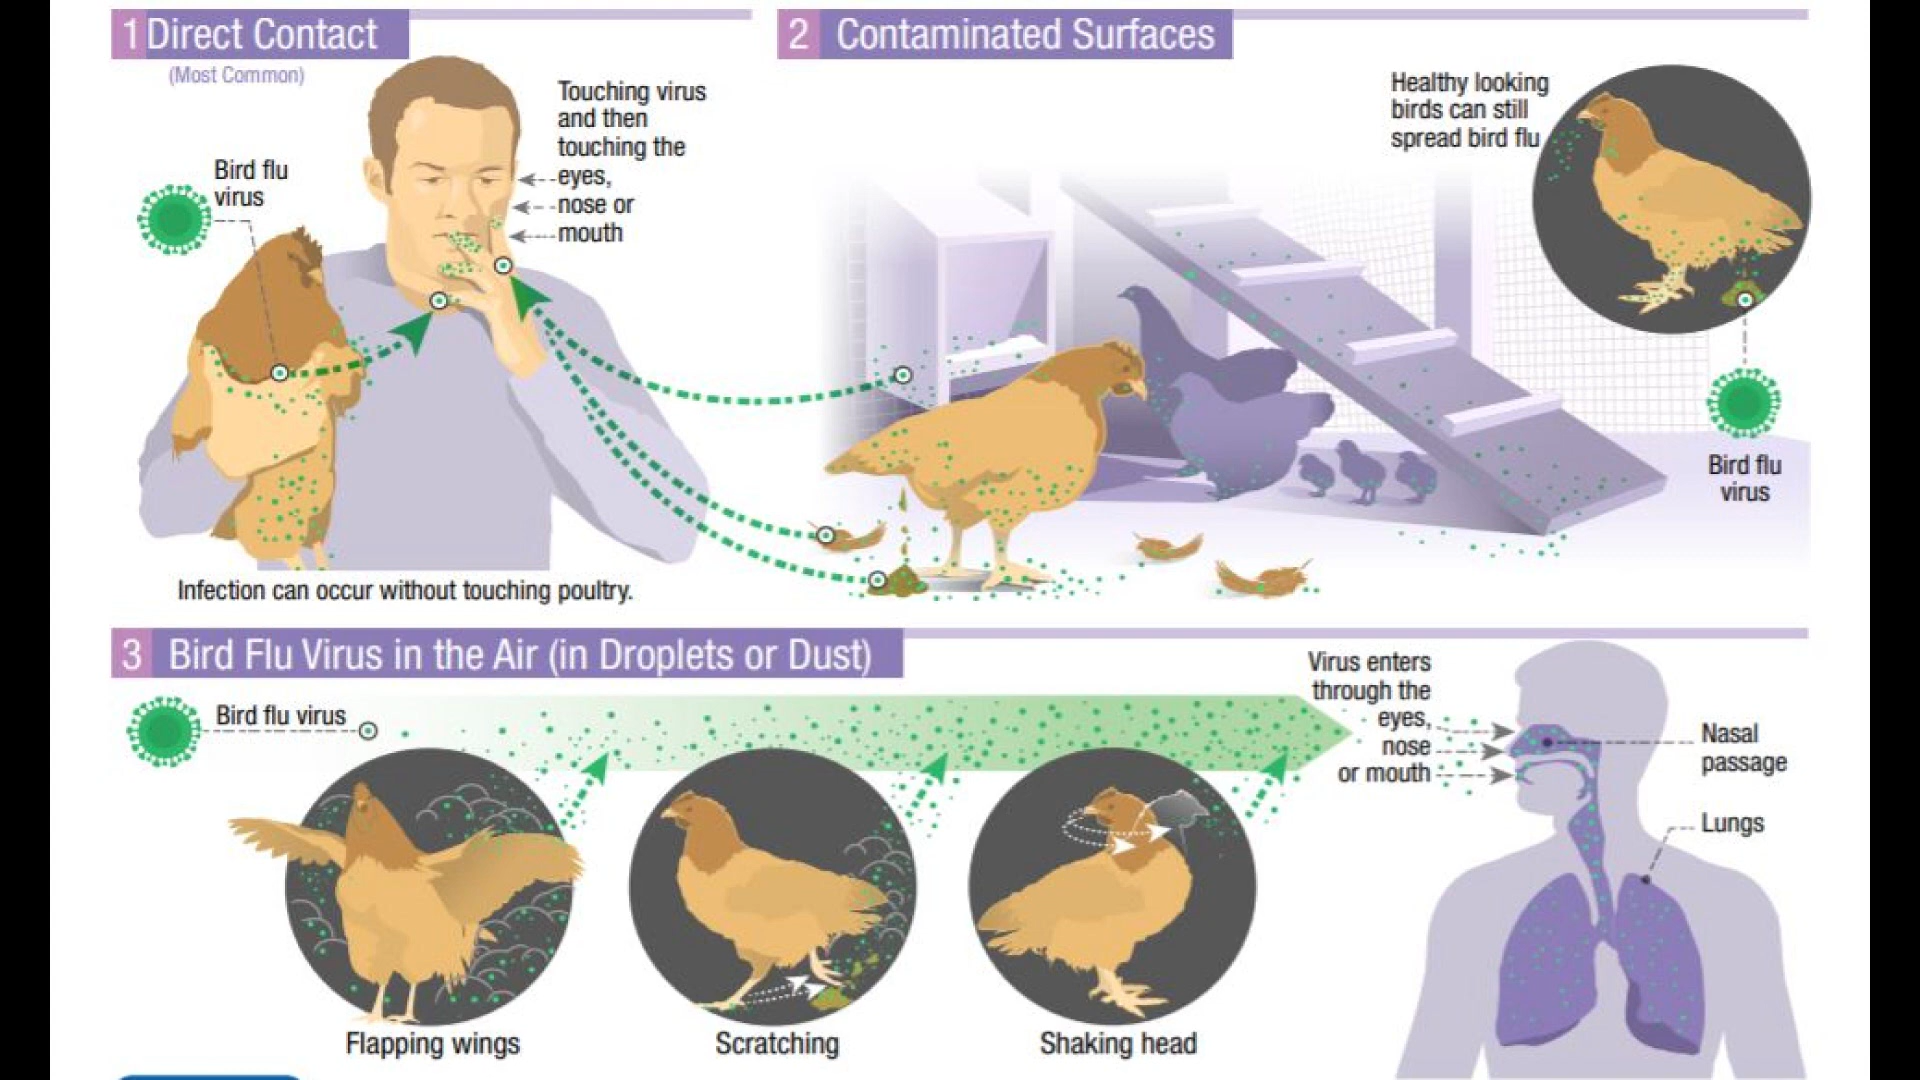 1 Direct Contact
(Most Common)
Touching virus
and then
touching the
eyes,
nose or
mouth
Bird flu
virus
Infection can occur without touching poultry.
2 Contaminated Surfaces
Healthy looking
birds can still
spread bird flu
Bird flu
virus
3 Bird Flu Virus in the Air (in Droplets or Dust)
Bird flu virus
Flapping wings
Scratching
Shaking head
Virus enters
through the
eyes,
nose
or mouth
Nasal
passage
Lungs